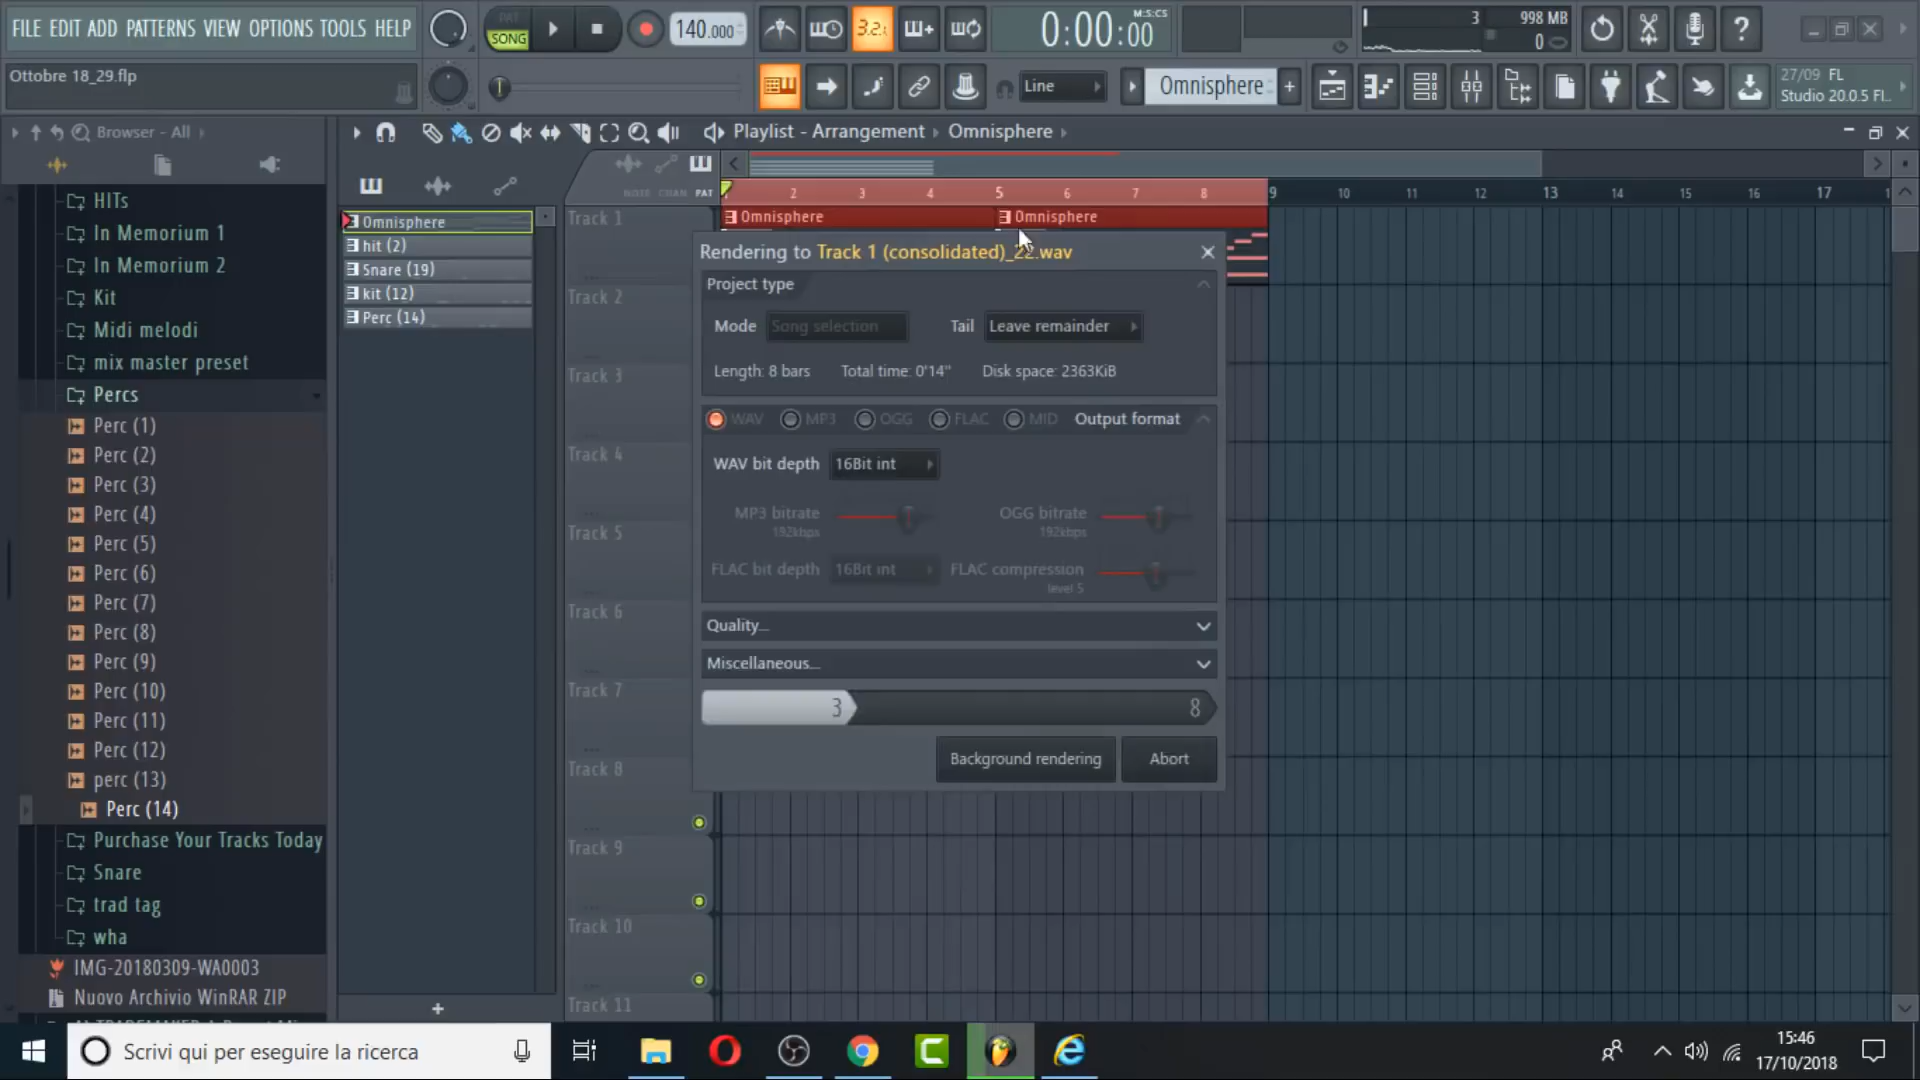 FILE EDIT ADD PATTERNS VIEW OPTIONS TOOLS HELP
PAT
SONG
140.000
3.2.
0:00:00
M:S:CS
3
998 MB
0
Ottobre 18_29.flp
Line
Omnisphere
27/09 FL
Studio 20.0.5 Fl..
Browser - All
Playlist - Arrangement
Omnisphere
NOTE CHAN PAT
2 3 4 5 6 7 8 9 10 11 12 13 14 15 16 17
HITs
In Memorium 1
In Memorium 2
Kit
Midi melodi
mix master preset
Percs
Perc (1)
Perc (2)
Perc (3)
Perc (4)
Perc (5)
Perc (6)
Perc (7)
Perc (8)
Perc (9)
Perc (10)
Perc (11)
Perc (12)
perc (13)
Perc (14)
Purchase Your Tracks Today
Snare
trad tag
wha
IMG-20180309-WA0003
Nuovo Archivio WinRAR ZIP
Omnisphere
hit (2)
Snare (19)
kit (12)
Perc (14)
Track 1
Track 2
Track 3
Track 4
Track 5
Track 6
Track 7
Track 8
Track 9
Track 10
Track 11
Omnisphere
Omnisphere
Rendering to Track 1 (consolidated)_22.wav
Project type
Mode Song selection Tail Leave remainder
Length: 8 bars Total time: 0'14" Disk space: 2363KiB
WAV MP3 OGG FLAC MID Output format
WAV bit depth 16Bit int
MP3 bitrate
192kbps
OGG bitrate
192kbps
FLAC bit depth 16Bit int
FLAC compression
level 5
Quality...
Miscellaneous...
3 8
Background rendering
Abort
Scrivi qui per eseguire la ricerca
15:46
17/10/2018